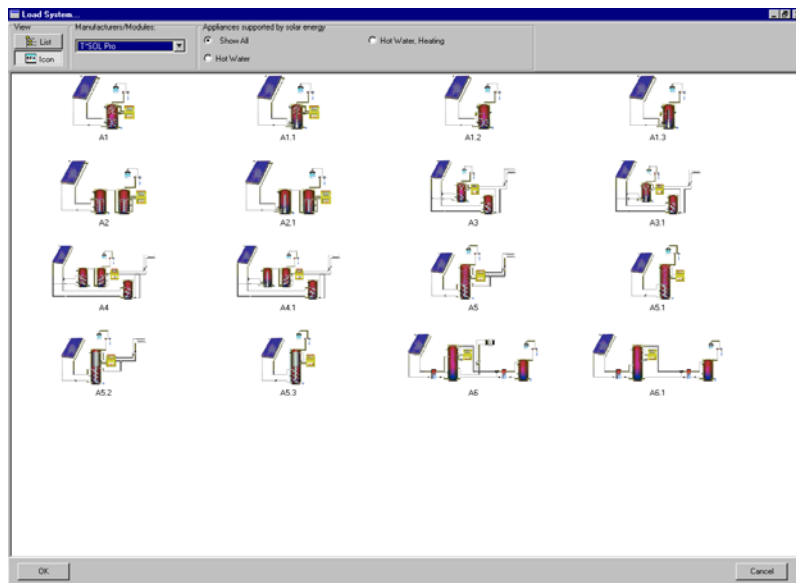 Load System...
View
List
Icon
Manufacturers/Modules:
T*SOL Pro
Appliances supported by solar energy
Show All
Hot Water, Heating
Hot Water
A1 A1.1 A1.2 A1.3
A2 A2.1 A3 A3.1
A4 A4.1 A5 A5.1
A5.2 A5.3 A6 A6.1
OK Cancel